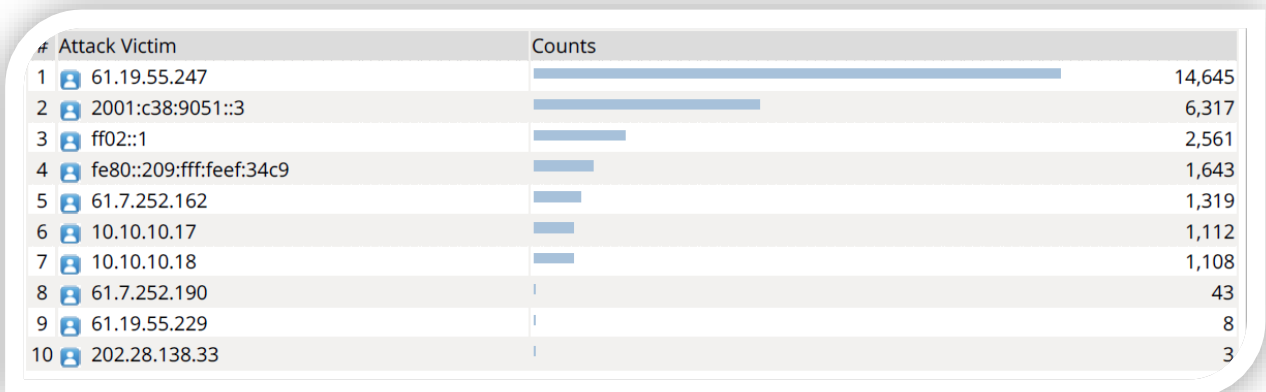 # Attack Victim Counts
1 61.19.55.247 14,645
2 2001:c38:9051::3 6,317
3 ff02::1 2,561
4 fe80::209:fff:feef:34c9 1,643
5 61.7.252.162 1,319
6 10.10.10.17 1,112
7 10.10.10.18 1,108
8 61.7.252.190 43
9 61.19.55.229 8
10 202.28.138.33 3